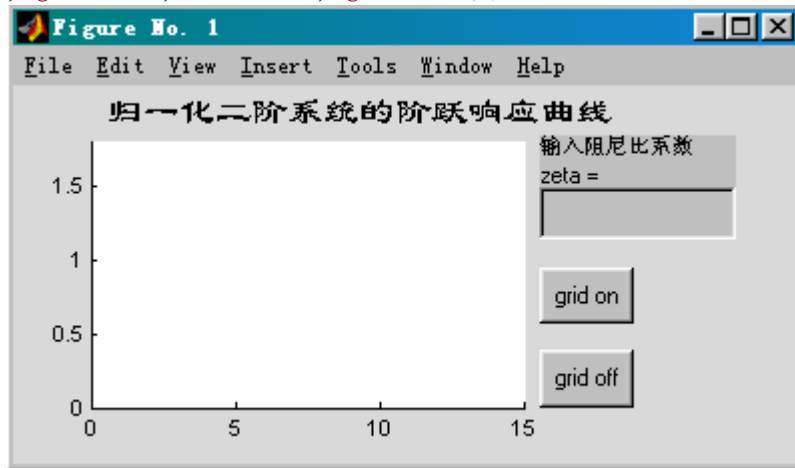 Figure No. 1
File Edit View Insert Tools Window Help
归一化二阶系统的阶跃响应曲线
输入阻尼比系数
zeta =
1.5
1
0.5
0
0 5 10 15
grid on
grid off